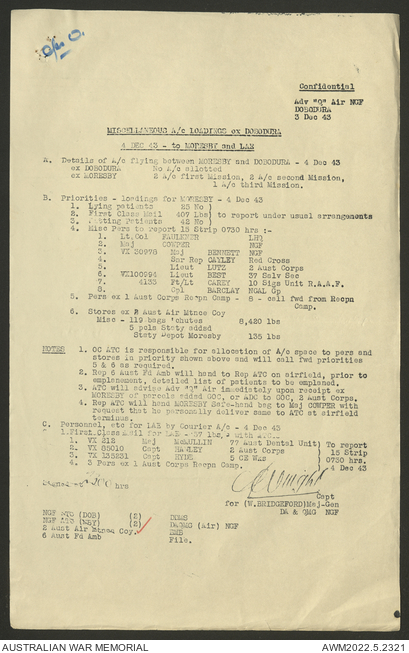 Confidential
Adv "Q" Air NGF
DOBODURA
3 Dec 43
MISCELLANEOUS A/c LOADINGS ex DOBODURA
4 DEC 43 - to MORESBY and LAE
A. Details of A/c flying between MORESBY and DOBODURA - 4 Dec 43
ex DOBODURA No A/c allotted
ex MORESBY 2 A/c first Mission, 2 A/c second Mission,
1 A/c third Mission.
B. Priorities - loadings for MORESBY - 4 Dec 43
1. Lying patients 25 No )
2. First Class Mail 407 lbs) to report under usual arrangements
3. Sitting Patients 42 No )
4. Misc Pers to report 15 Strip 0730 hrs :-
1. Lt.Col FAULKNER LHQ
2. Maj COWPER NGF
3. VX 20978 Maj BENNETT NGF
4. Snr Rep CAYLEY Red Cross
5. Lieut LUTZ 2 Aust Corps
6. VX100994 Lieut BEST 37 Salv Sec
7. 4133 Ft/Lt CAREY 10 Sigs Unit R.A.A.F.
8. Cpl BARCLAY NGAL Gp
5. Pers ex 1 Aust Corps Recpn Camp - 8 - call fwd from Recpn
Camp.
6. Stores ex 2 Aust Air Mtnce Coy
Misc - 119 bags 'chutes 8,420 lbs
5 pcls Staty added
Staty Depot Moresby 135 lbs
NOTES 1. OC ATC is responsible for allocation of A/c space to pers and
stores in priority shown above and will call fwd priorities
5 & 6 as required.
2. Rep 6 Aust Fd Amb will hand to Rep ATC on airfield, prior to
emplanement, detailed list of patients to be emplaned.
3. ATC will advise Adv "Q" Air immediately upon receipt ex
MORESBY of parcels added GOC, or ADC to GOC, 2 Aust Corps.
4. Rep ATC will hand MORESBY Safe-hand bag to Maj COWPER with
request that he personally deliver same to ATC at airfield
terminus.
C. Personnel, etc for LAE by Courier A/c - 4 Dec 43
1. First Class Mail for LAE
2. VX 212 Maj McMULLIN 77 Aust Dental Unit) To report
2. VX 85010 Capt HAWLEY 2 Aust Corps ) 15 Strip
3. TX 135231 Capt HYDE 5 CE Wks ) 0730 hrs.
4. 3 Pers ex 1 Aust Corps Recpn Camp. ) 4 Dec 43
hrs
Capt
for (W.BRIDGEFORD)Maj-Gen
DA & QMG NGF
NGF ATC (DOB) (2) DDMS
NGF ATC (MBY) (2) DAQMG (Air) NGF
2 Aust Air Mtnce Coy.
6 Aust Fd Amb File.
AUSTRALIAN WAR MEMORIAL AWM2022.5.2321